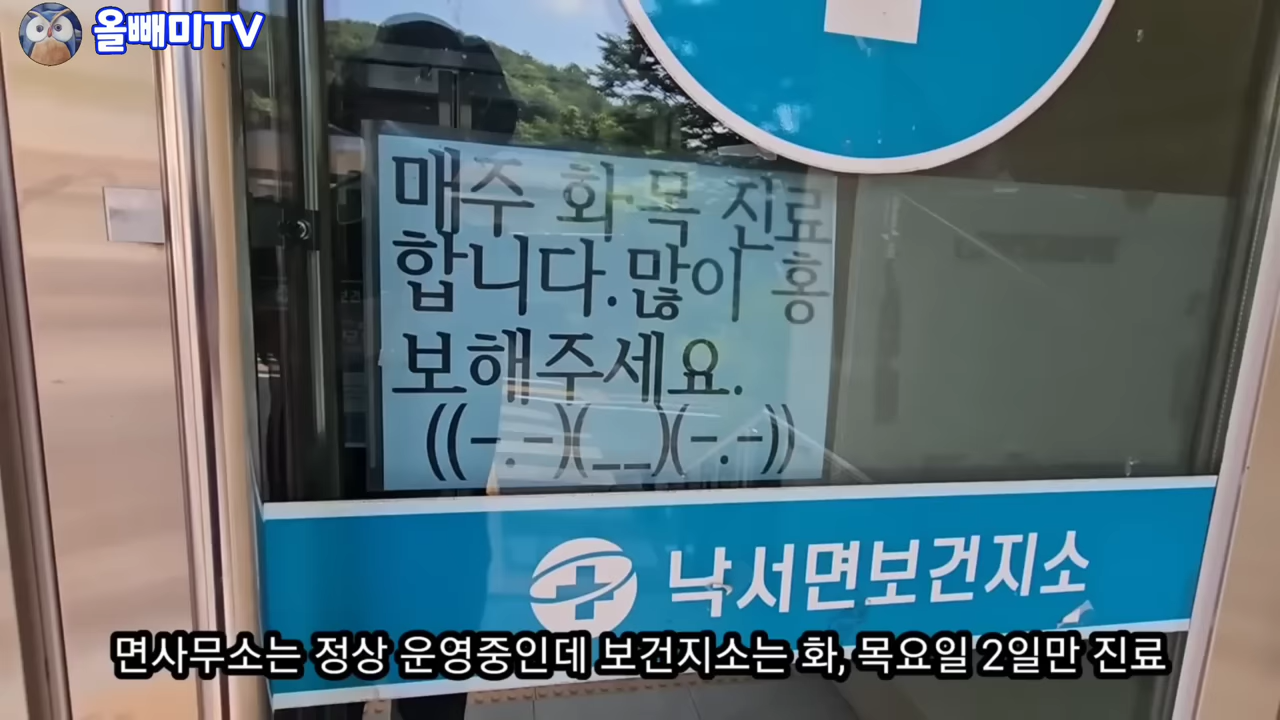 올빼미TV
매주 화·목 진료
합니다.많이 홍
보해주세요.
((-.-)(__)(-.-))
낙서면보건지소
면사무소는 정상 운영중인데 보건지소는 화, 목요일 2일만 진료